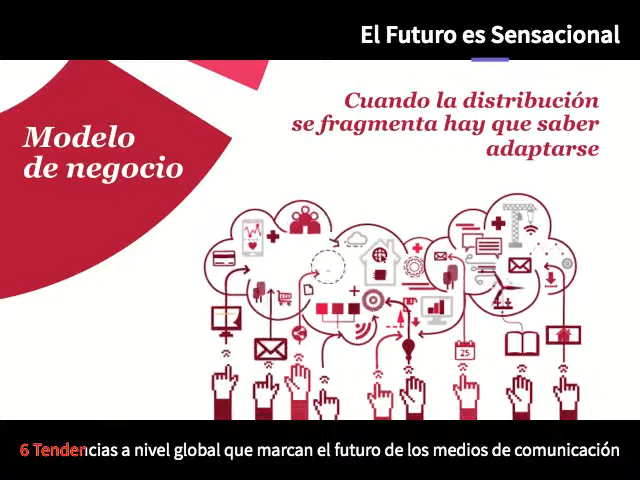 El Futuro es Sensacional
Modelo
de negocio
Cuando la distribución
se fragmenta hay que saber
adaptarse
25
6 Tendencias a nivel global que marcan el futuro de los medios de comunicación